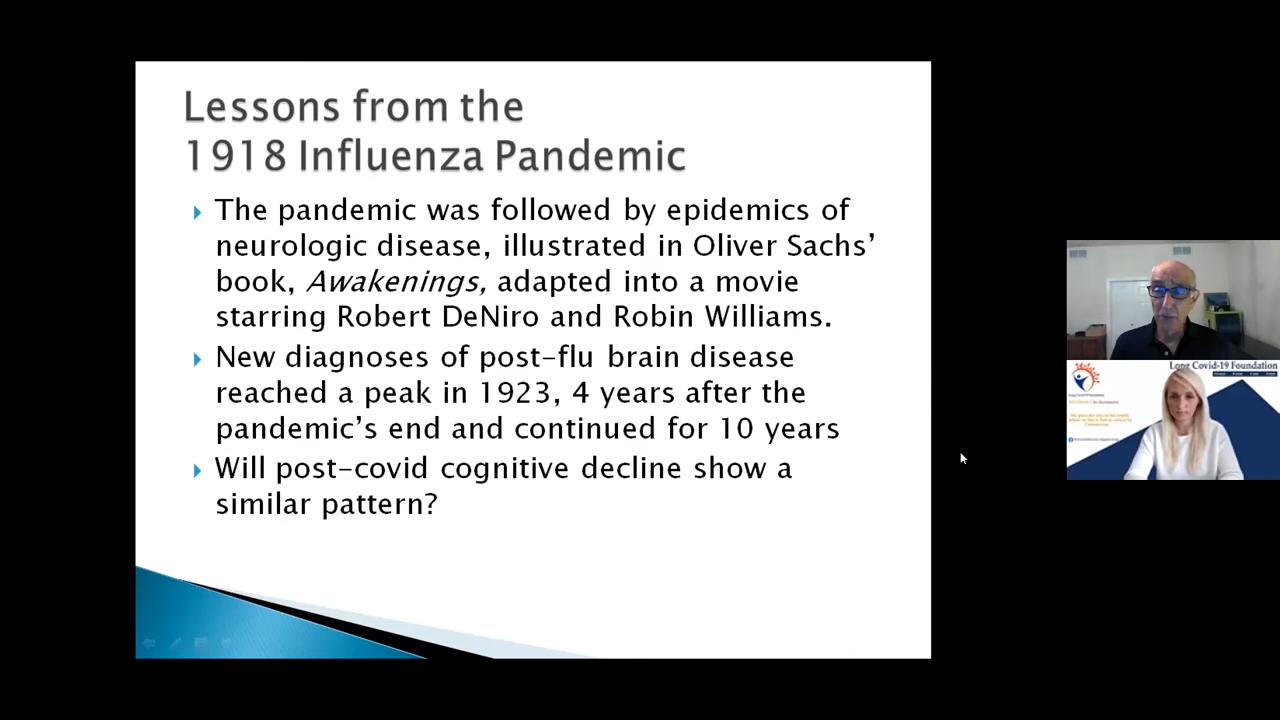 Lessons from the
1918 Influenza Pandemic
The pandemic was followed by epidemics of
neurologic disease, illustrated in Oliver Sachs’
book, Awakenings, adapted into a movie
starring Robert DeNiro and Robin Williams.
New diagnoses of post-flu brain disease
reached a peak in 1923, 4 years after the
pandemic’s end and continued for 10 years
Will post-covid cognitive decline show a
similar pattern?
Long Covid-19 Foundation